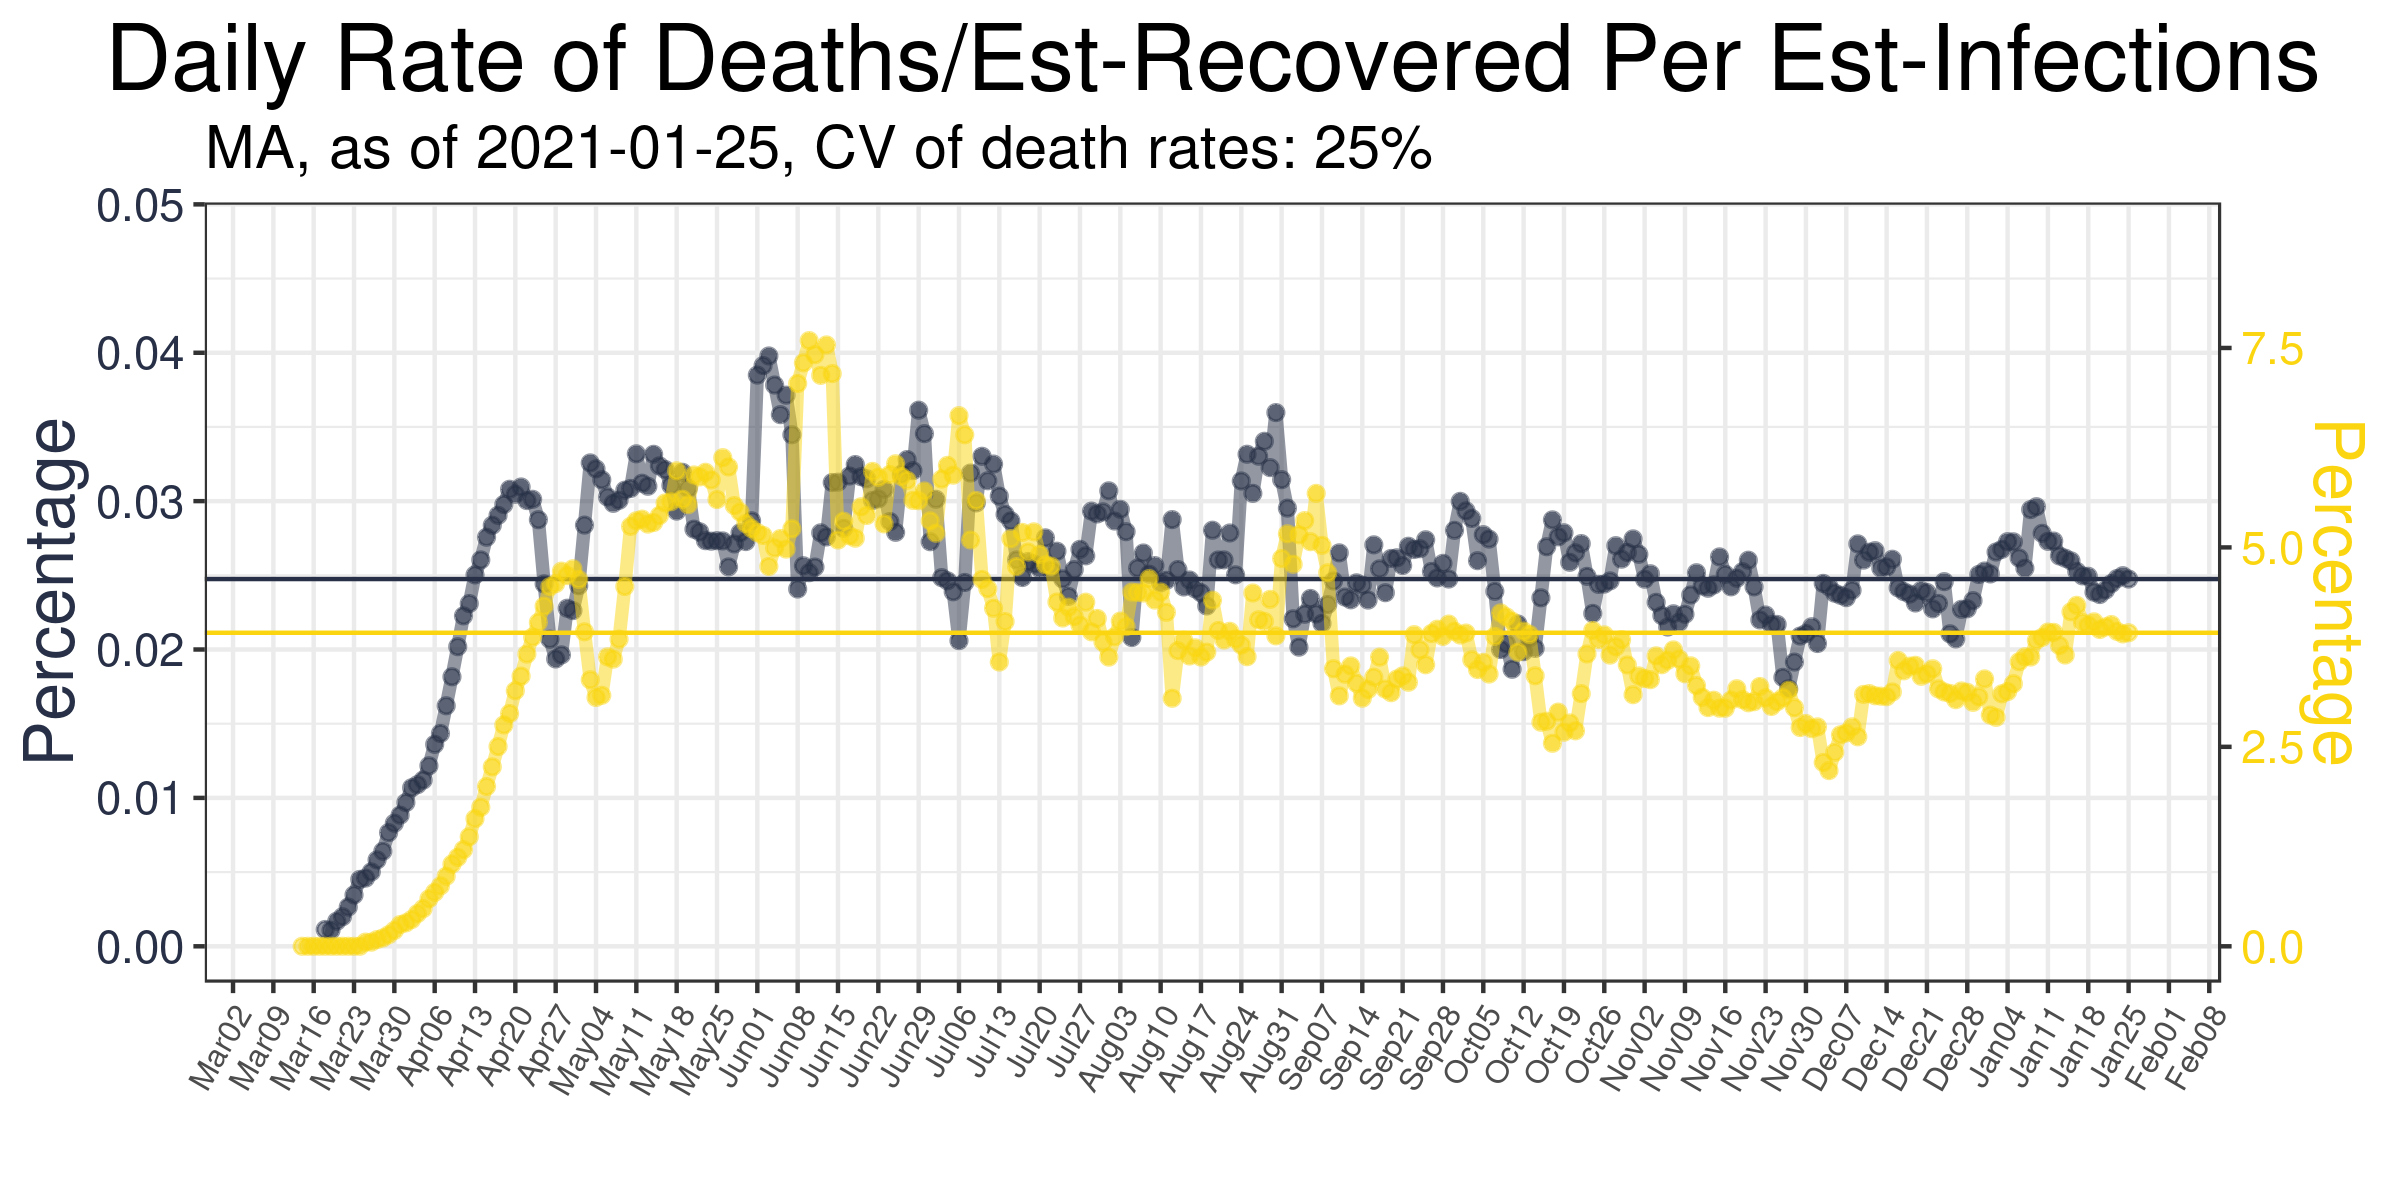 Daily Rate of Deaths/Est-Recovered Per Est-Infections
MA, as of 2021-01-25, CV of death rates: 25%
Percentage
0.05
0.04
0.03
0.02
0.01
0.00
7.5
5.0
2.5
0.0
Percentage
Mar02
Mar09
Mar16
Mar23
Mar30
Apr06
Apr13
Apr20
Apr27
May04
May11
May18
May25
Jun01
Jun08
Jun15
Jun22
Jun29
Jul06
Jul13
Jul20
Jul27
Aug03
Aug10
Aug17
Aug24
Aug31
Sep07
Sep14
Sep21
Sep28
Oct05
Oct12
Oct19
Oct26
Nov02
Nov09
Nov16
Nov23
Nov30
Dec07
Dec14
Dec21
Dec28
Dec04
Jan11
Jan18
Jan25
Feb01
Feb08